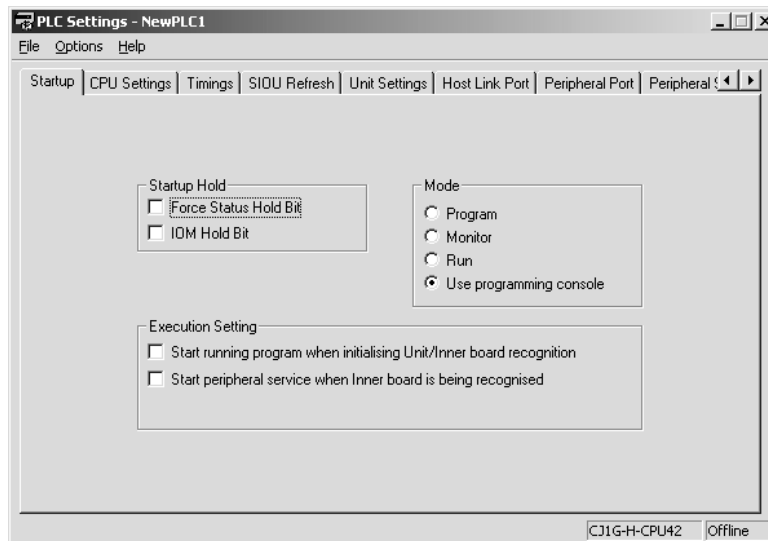 PLC Settings - NewPLC1
File Options Help
Startup CPU Settings Timings SIOU Refresh Unit Settings Host Link Port Peripheral Port Peripheral
Startup Hold
Force Status Hold Bit
IOM Hold Bit
Mode
Program
Monitor
Run
Use programming console
Execution Setting
Start running program when initialising Unit/Inner board recognition
Start peripheral service when Inner board is being recognised
CJ1G-H-CPU42 Offline